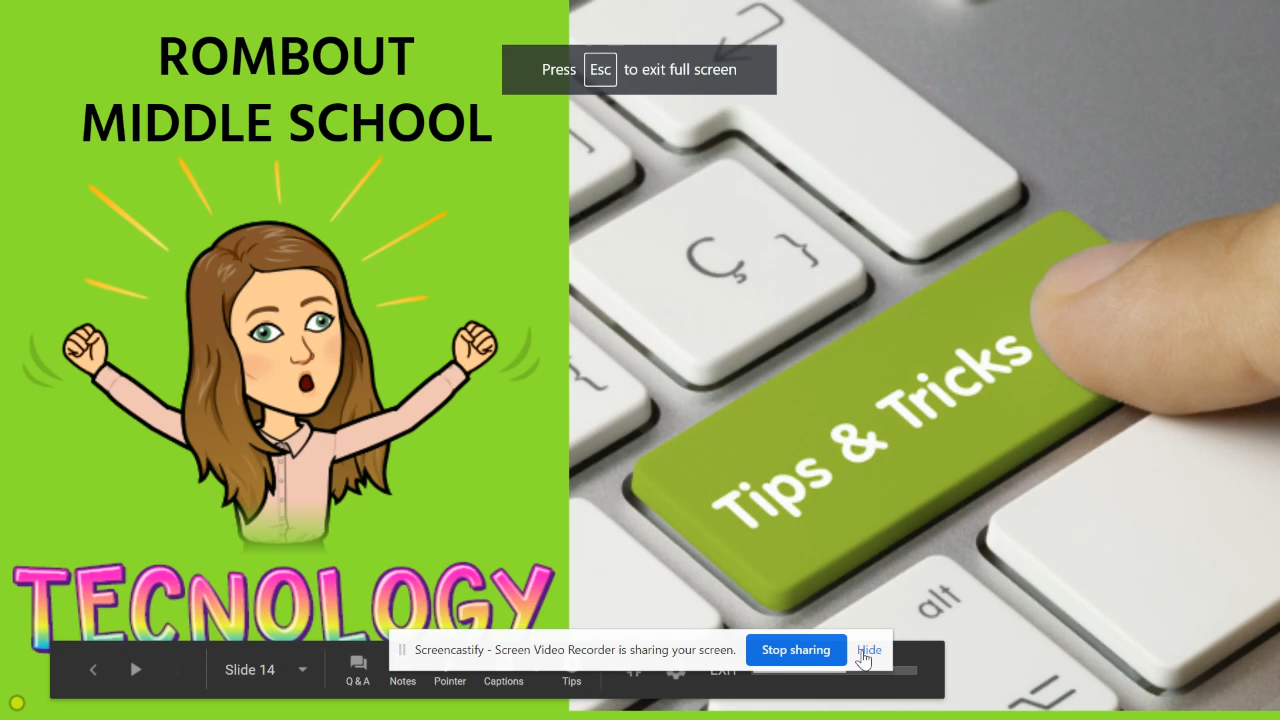 ROMBOUT
MIDDLE SCHOOL
Press Esc to exit full screen
Ç }
Tips & Tricks
alt
TECNOLOGY
Screencastify - Screen Video Recorder is sharing your screen. Stop sharing Hide
Slide 14
Q & A Notes Pointer Captions Tips EXIT